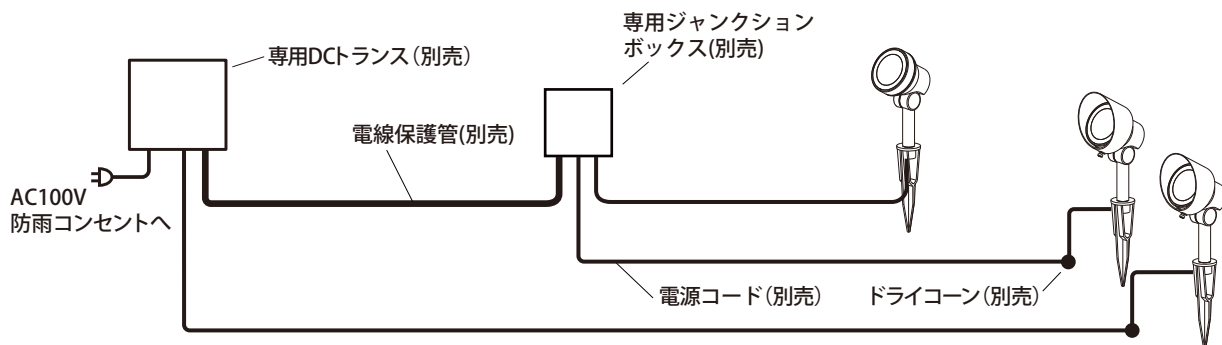 専用DCトランス（別売）
専用ジャンクション
ボックス(別売)
電線保護管(別売)
AC100V
防雨コンセントへ
電源コード（別売）
ドライコーン（別売）